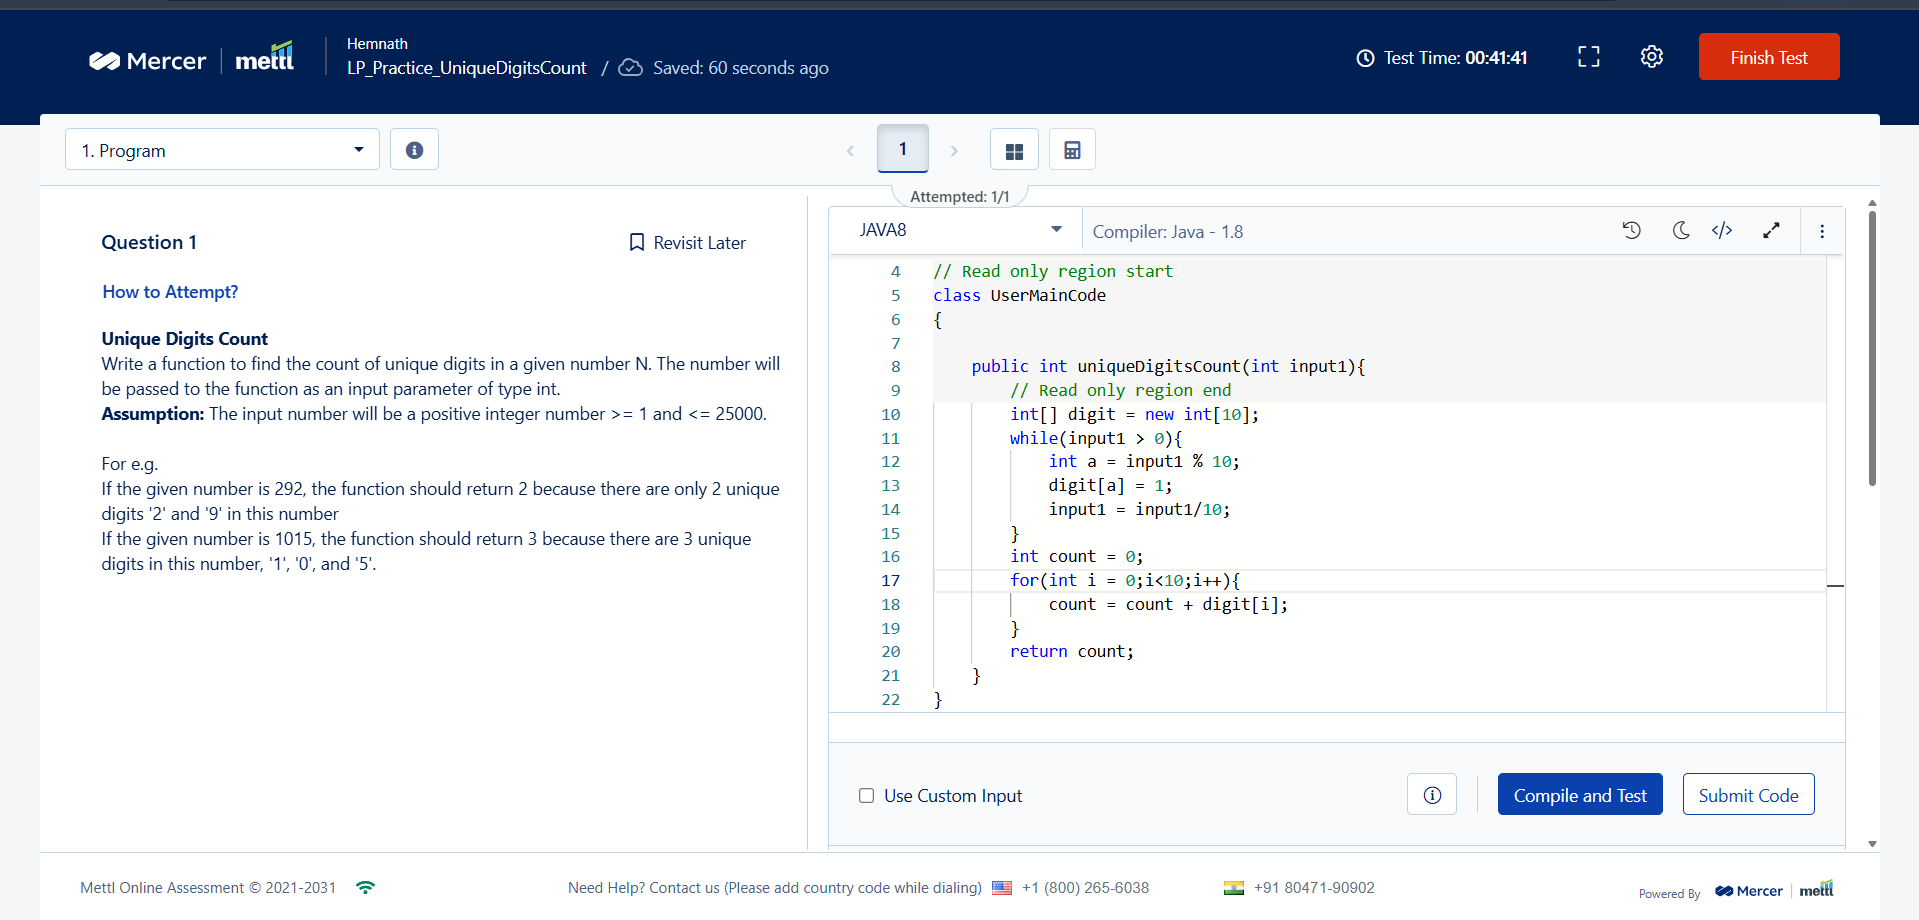 Mercer mettl
Hemnath
LP_Practice_UniqueDigitsCount / Saved: 60 seconds ago
Test Time: 00:41:41
Finish Test
1. Program
1
Attempted: 1/1
Question 1
Revisit Later
How to Attempt?
Unique Digits Count
Write a function to find the count of unique digits in a given number N. The number will
be passed to the function as an input parameter of type int.
Assumption: The input number will be a positive integer number >= 1 and <= 25000.
For e.g.
If the given number is 292, the function should return 2 because there are only 2 unique
digits '2' and '9' in this number
If the given number is 1015, the function should return 3 because there are 3 unique
digits in this number, '1', '0', and '5'.
JAVA8
Compiler: Java - 1.8
4 // Read only region start
5 class UserMainCode
6 {
7
8 public int uniqueDigitsCount(int input1){
9 // Read only region end
10 int[] digit = new int[10];
11 while(input1 > 0){
12 int a = input1 % 10;
13 digit[a] = 1;
14 input1 = input1/10;
15 }
16 int count = 0;
17 for(int i = 0;i<10;i++){
18 count = count + digit[i];
19 }
20 return count;
21 }
22 }
Use Custom Input
Compile and Test
Submit Code
Mettl Online Assessment © 2021-2031
Need Help? Contact us (Please add country code while dialing) +1 (800) 265-6038 +91 80471-90902
Powered By Mercer mettl